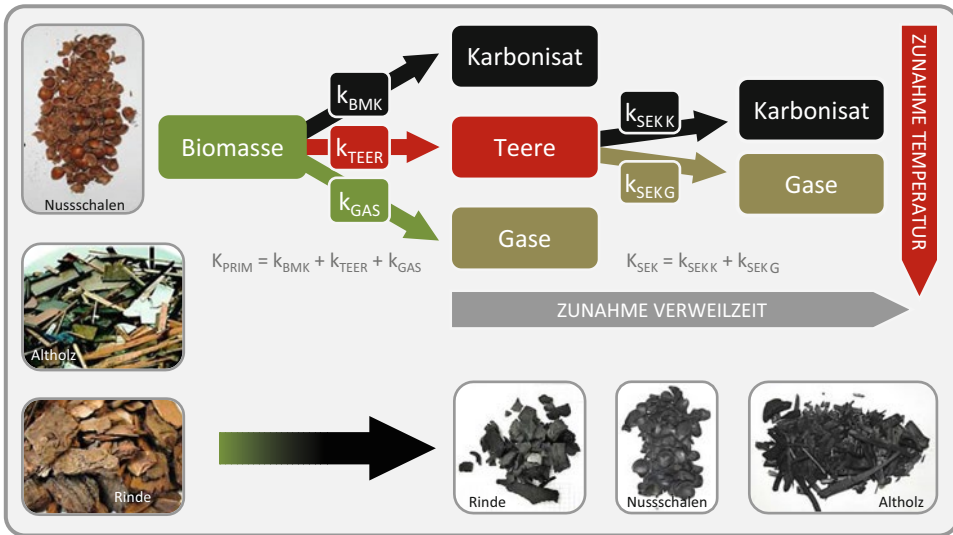 Nussschalen
Altholz
Rinde
Biomasse
k_BMK
k_TEER
k_GAS
Karbonisat
Teere
Gase
k_SEK K
k_SEK G
Karbonisat
Gase
K_PRIM = k_BMK + k_TEER + k_GAS
K_SEK = k_SEK K + k_SEK G
ZUNAHME VERWEILZEIT
ZUNAHME TEMPERATUR
Rinde
Nussschalen
Altholz